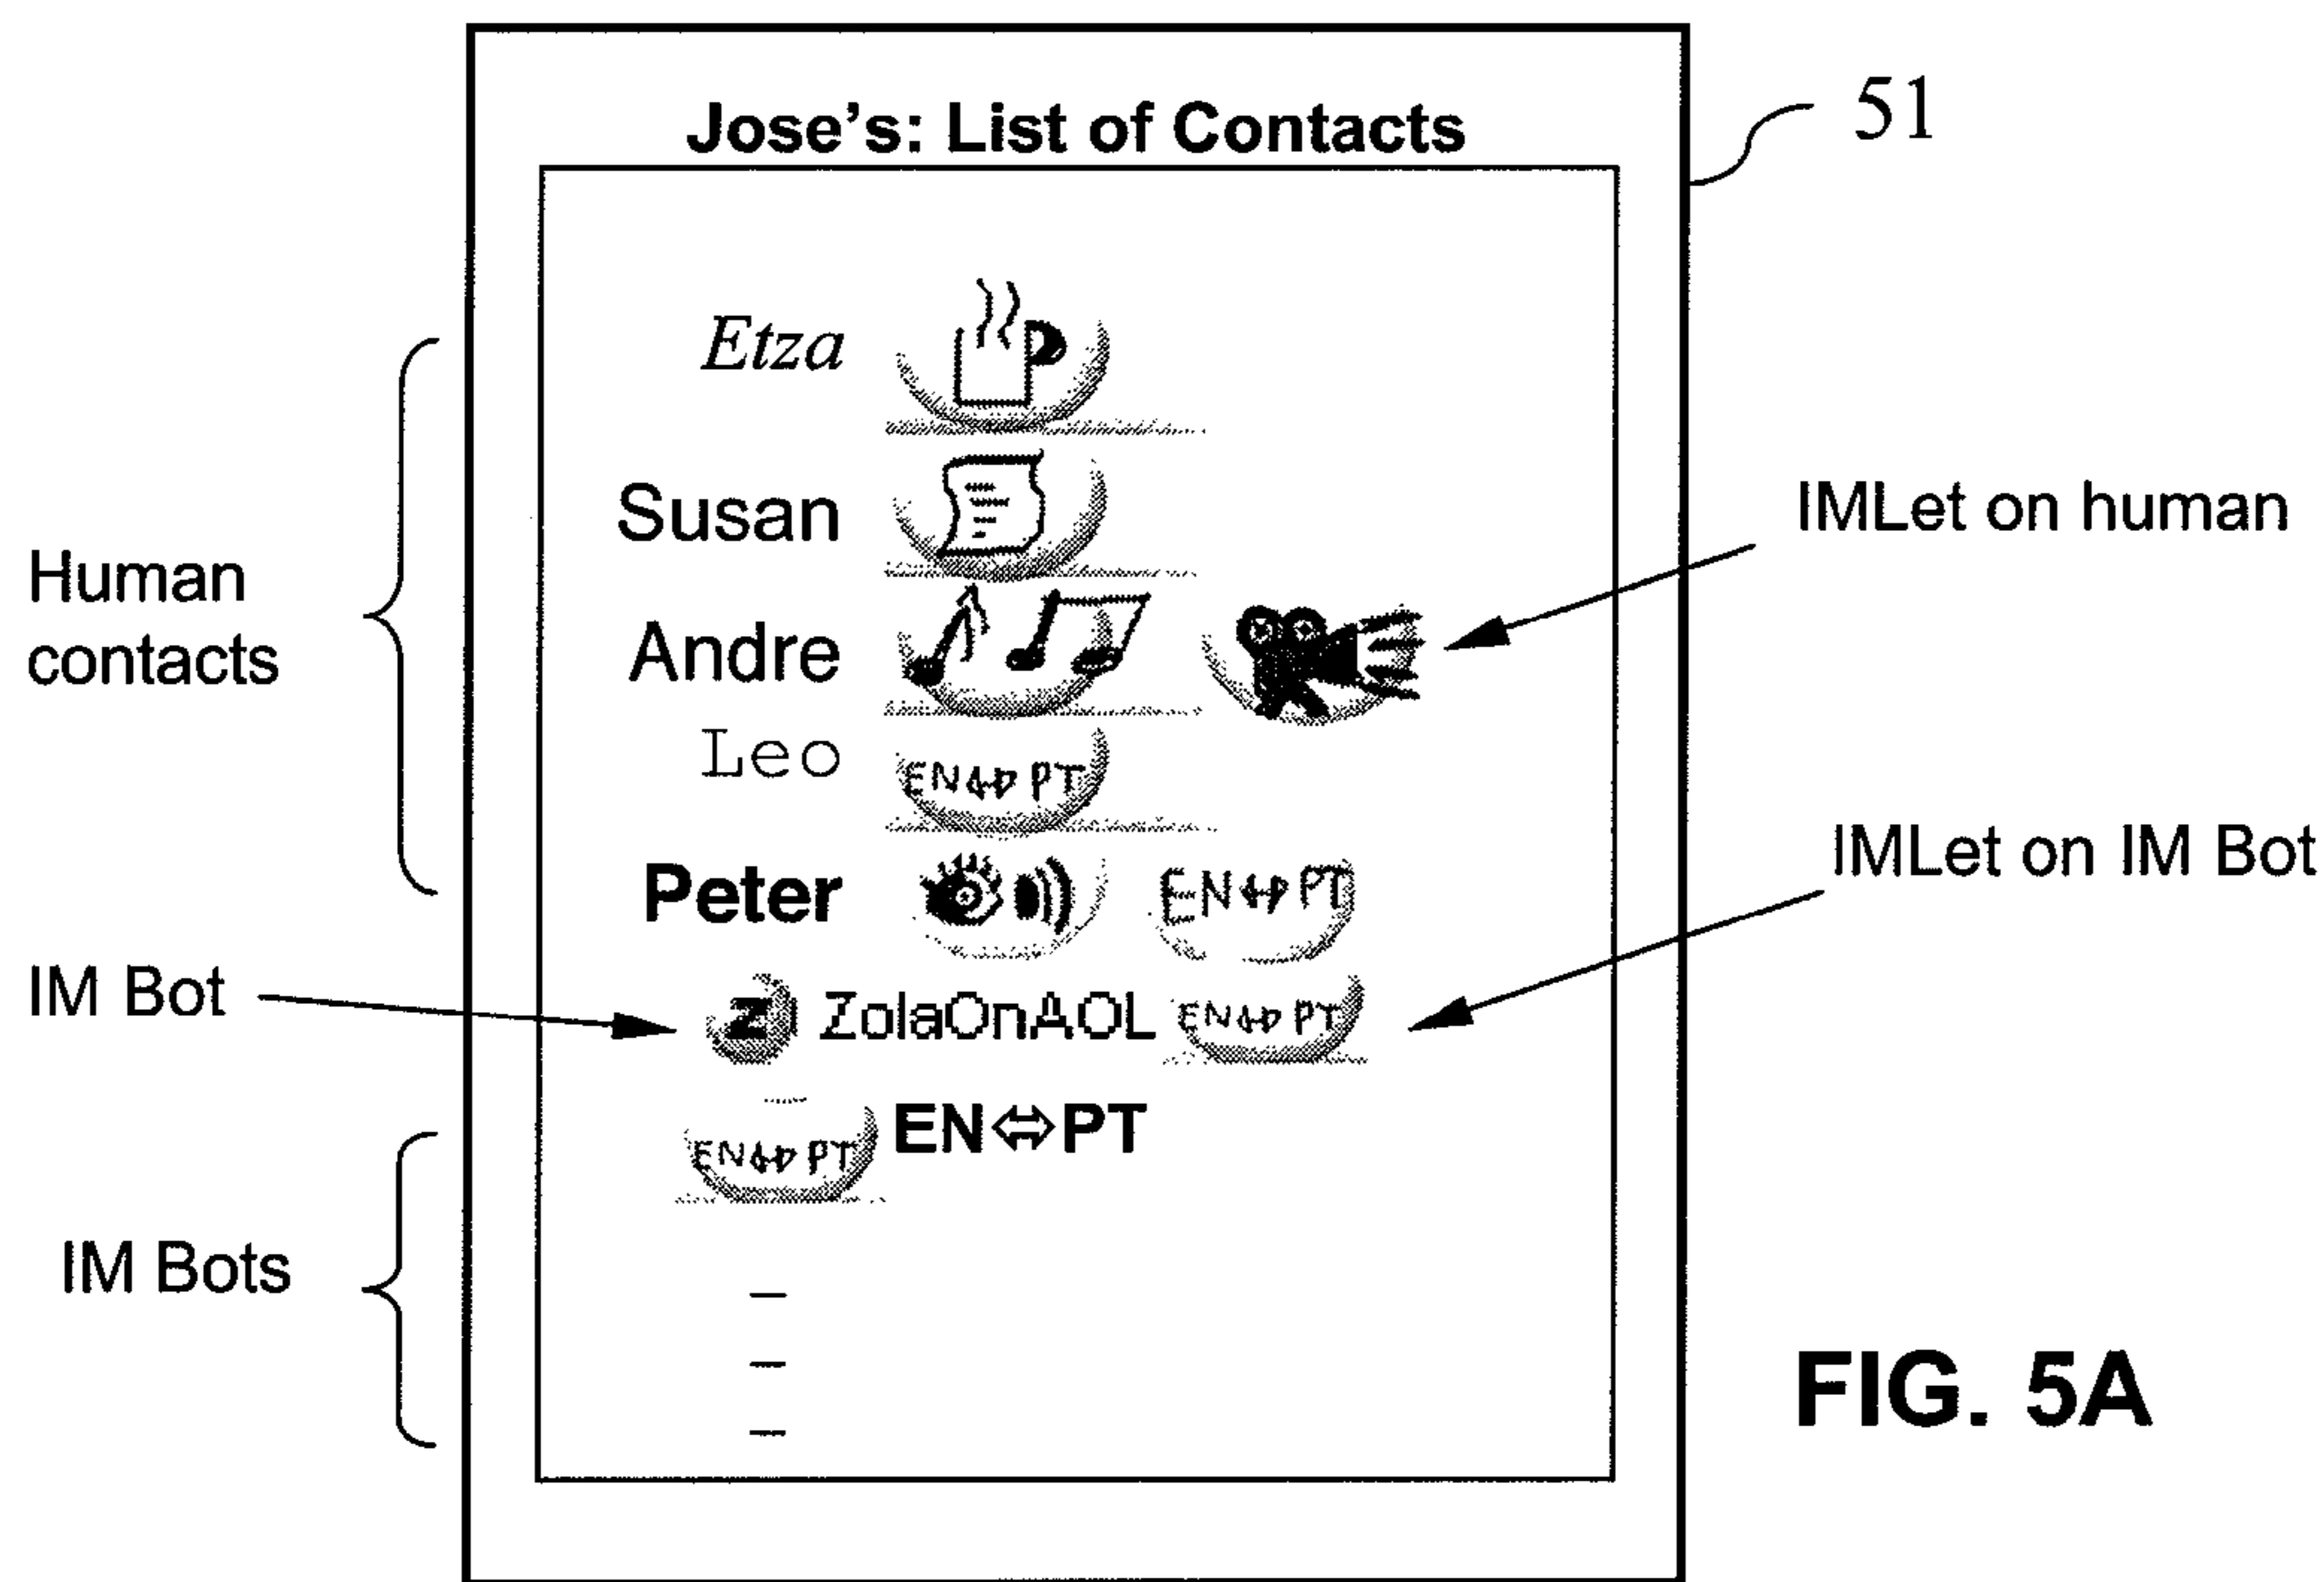 Jose's: List of Contacts
51
Etza
Susan
IMLet on human
Human
contacts
Andre
Leo
EN⇔PT
IMLet on IM Bot
Peter
EN⇔PT
IM Bot
Z ZolaOnAOL EN⇔PT
EN⇔PT EN⇔PT
IM Bots
FIG. 5A